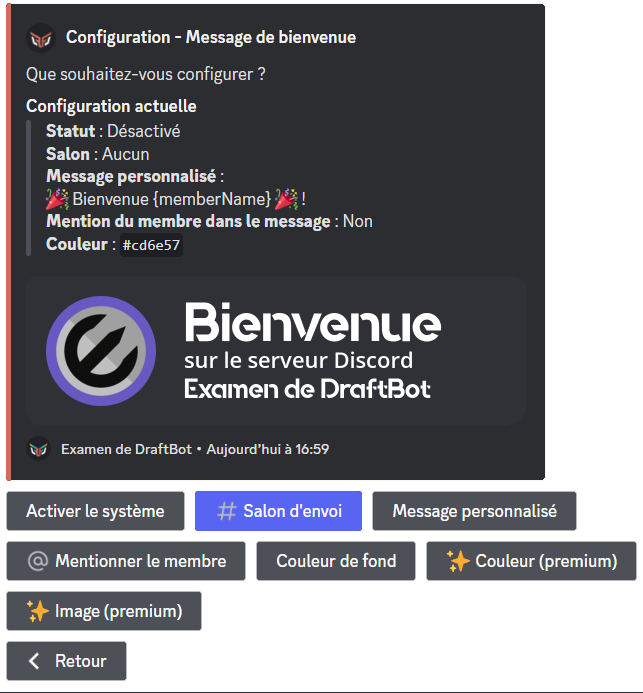 Configuration - Message de bienvenue
Que souhaitez-vous configurer ?
Configuration actuelle
Statut : Désactivé
Salon : Aucun
Message personnalisé :
🎉 Bienvenue {memberName} 🎉 !
Mention du membre dans le message : Non
Couleur : #cd6e57
Bienvenue
sur le serveur Discord
Examen de DraftBot
Examen de DraftBot • Aujourd'hui à 16:59
Activer le système
Salon d'envoi
Message personnalisé
@ Mentionner le membre
Couleur de fond
✨ Couleur (premium)
✨ Image (premium)
Retour